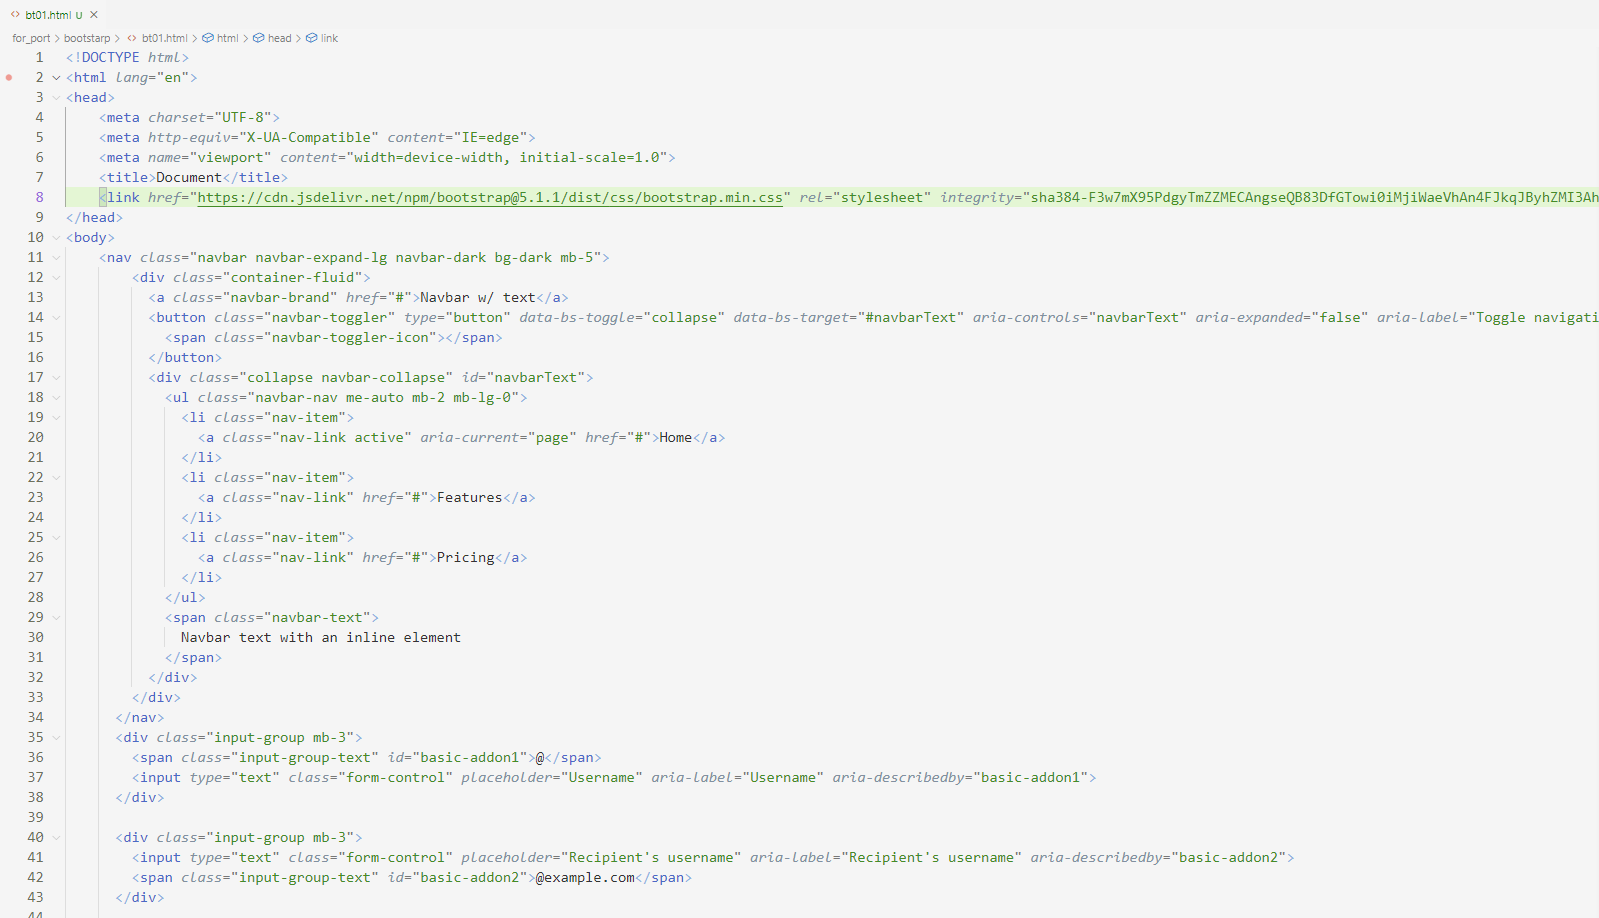 bt01.html U ×
for_port > bootstarp > bt01.html > html > head > link
1 <!DOCTYPE html>
2 <html lang="en">
3 <head>
4 <meta charset="UTF-8">
5 <meta http-equiv="X-UA-Compatible" content="IE=edge">
6 <meta name="viewport" content="width=device-width, initial-scale=1.0">
7 <title>Document</title>
8 <link href="https://cdn.jsdelivr.net/npm/bootstrap@5.1.1/dist/css/bootstrap.min.css" rel="stylesheet" integrity="sha384-F3w7mX95PdgyTmZZMECAngseQB83DfGTowi0iMjiWaeVhAn4FJkqJByhZMI3Ah
9 </head>
10 <body>
11 <nav class="navbar navbar-expand-lg navbar-dark bg-dark mb-5">
12 <div class="container-fluid">
13 <a class="navbar-brand" href="#">Navbar w/ text</a>
14 <button class="navbar-toggler" type="button" data-bs-toggle="collapse" data-bs-target="#navbarText" aria-controls="navbarText" aria-expanded="false" aria-label="Toggle navigati
15 <span class="navbar-toggler-icon"></span>
16 </button>
17 <div class="collapse navbar-collapse" id="navbarText">
18 <ul class="navbar-nav me-auto mb-2 mb-lg-0">
19 <li class="nav-item">
20 <a class="nav-link active" aria-current="page" href="#">Home</a>
21 </li>
22 <li class="nav-item">
23 <a class="nav-link" href="#">Features</a>
24 </li>
25 <li class="nav-item">
26 <a class="nav-link" href="#">Pricing</a>
27 </li>
28 </ul>
29 <span class="navbar-text">
30 Navbar text with an inline element
31 </span>
32 </div>
33 </div>
34 </nav>
35 <div class="input-group mb-3">
36 <span class="input-group-text" id="basic-addon1">@</span>
37 <input type="text" class="form-control" placeholder="Username" aria-label="Username" aria-describedby="basic-addon1">
38 </div>
39
40 <div class="input-group mb-3">
41 <input type="text" class="form-control" placeholder="Recipient's username" aria-label="Recipient's username" aria-describedby="basic-addon2">
42 <span class="input-group-text" id="basic-addon2">@example.com</span>
43 </div>
44